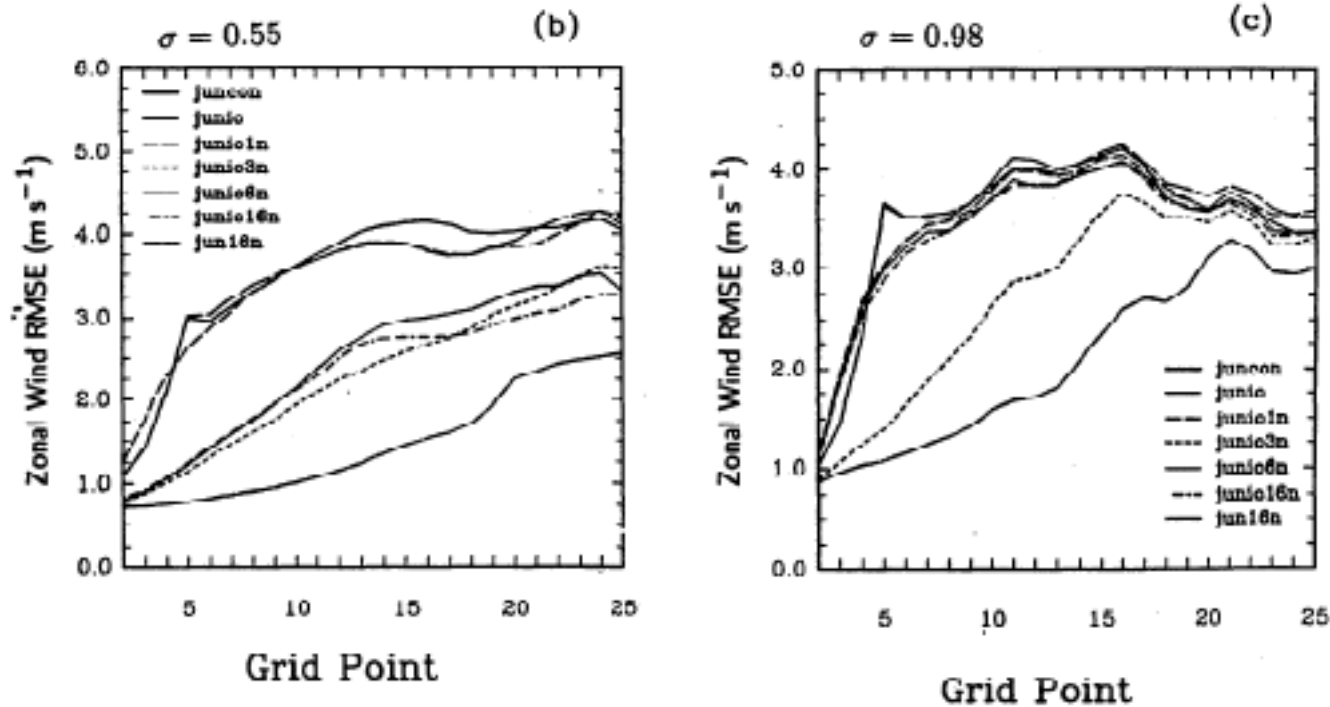 σ = 0.55
(b)
6.0
5.0
4.0
3.0
2.0
1.0
0.0
Zonal Wind RMSE (m s⁻¹)
juncon
junio
junio1n
junio3n
junio6n
junio16n
jun16n
5 10 15 20 25
Grid Point
σ = 0.98
(c)
5.0
4.0
3.0
2.0
1.0
0.0
Zonal Wind RMSE (m s⁻¹)
juncon
junio
junio1n
junio3n
junio6n
junio16n
jun16n
5 10 15 20 25
Grid Point